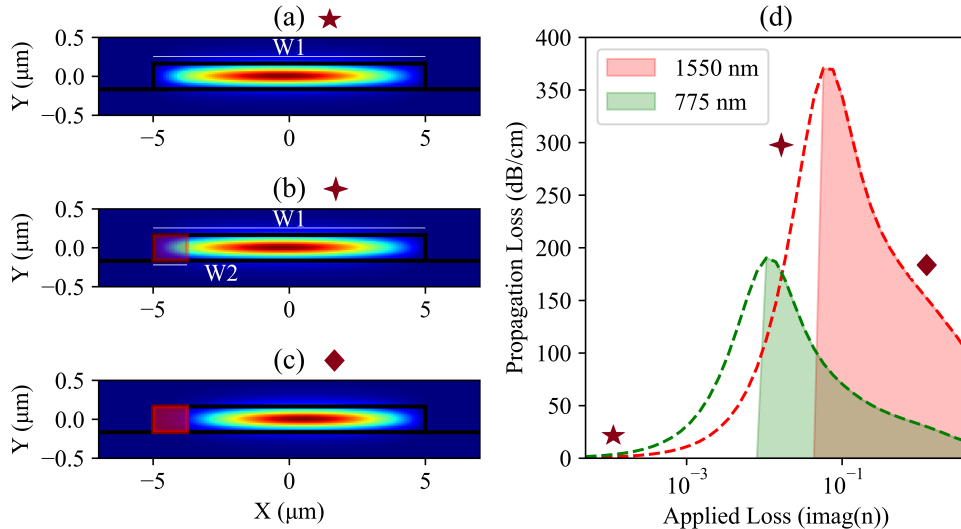 (a)
0.5
0.0
−0.5
Y (μm)
W1
−5
0
5
(b)
0.5
0.0
−0.5
Y (μm)
W1
W2
−5
0
5
(c)
0.5
0.0
−0.5
Y (μm)
−5
0
5
X (μm)
(d)
400
350
300
250
200
150
100
50
0
Propagation Loss (dB/cm)
1550 nm
775 nm
10⁻³
10⁻¹
Applied Loss (imag(n))